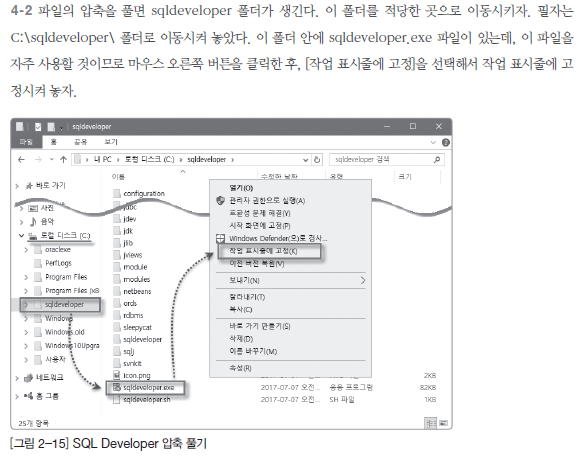 4-2 파일의 압축을 풀면 sqldeveloper 폴더가 생긴다. 이 폴더를 적당한 곳으로 이동시키자. 필자는
C:\sqldeveloper\ 폴더로 이동시켜 놓았다. 이 폴더 안에 sqldeveloper.exe 파일이 있는데, 이 파일을
자주 사용할 것이므로 마우스 오른쪽 버튼을 클릭한 후, [작업 표시줄에 고정]을 선택해서 작업 표시줄에 고
정시켜 놓자.
sqldeveloper
파일 홈 공유 보기
내 PC > 로컬 디스크 (C:) > sqldeveloper >
sqldeveloper 검색
이름 수정한 날짜 유형 크기
바로 가기
사진
음악
로컬 디스크 (C:)
oraclexe
PerfLogs
Program Files
Program Files (x8
sqldeveloper
Windows
Windows.old
Windows10Upgra
사용자
네트워크
홈 그룹
configuration
jdbc
jdev
jdk
jlib
jviews
module
modules
netbeans
ords
rdbms
sleepycat
sqldeveloper
sqlj
svnkit
icon.png 2KB
sqldeveloper.exe 2017-07-07 오전... 응용 프로그램 82KB
sqldeveloper.sh 2017-07-07 오전... SH 파일 1KB
열기(O)
관리자 권한으로 실행(A)
호환성 문제 해결(Y)
시작 화면에 고정(P)
Windows Defender(으)로 검사...
작업 표시줄에 고정(K)
이전 버전 복원(V)
보내기(N)
잘라내기(T)
복사(C)
바로 가기 만들기(S)
삭제(D)
이름 바꾸기(M)
속성(R)
25개 항목
[그림 2-15] SQL Developer 압축 풀기